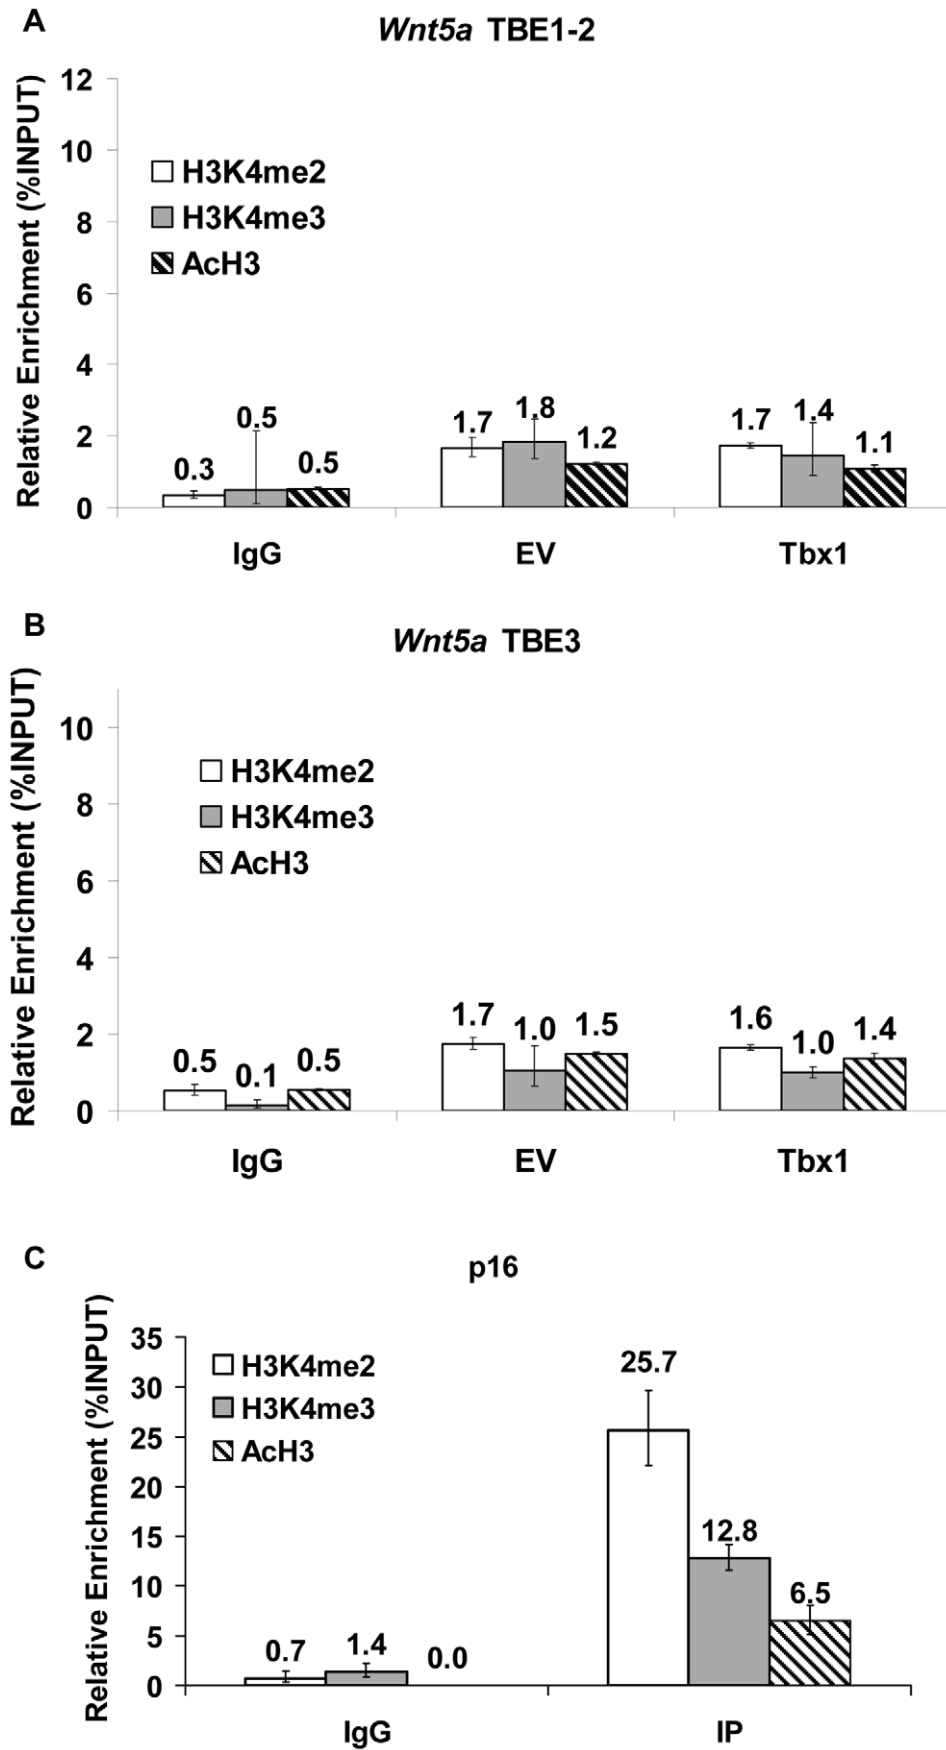 A
Wnt5a TBE1-2
Relative Enrichment (%INPUT)
12
10
8
6
4
2
0
H3K4me2
H3K4me3
AcH3
0.3
0.5
0.5
1.7
1.8
1.2
1.7
1.4
1.1
IgG EV Tbx1
B
Wnt5a TBE3
Relative Enrichment (%INPUT)
10
8
6
4
2
0
H3K4me2
H3K4me3
AcH3
0.5
0.1
0.5
1.7
1.0
1.5
1.6
1.0
1.4
IgG EV Tbx1
C
p16
Relative Enrichment (%INPUT)
35
30
25
20
15
10
5
0
H3K4me2
H3K4me3
AcH3
0.7
1.4
0.0
25.7
12.8
6.5
IgG IP